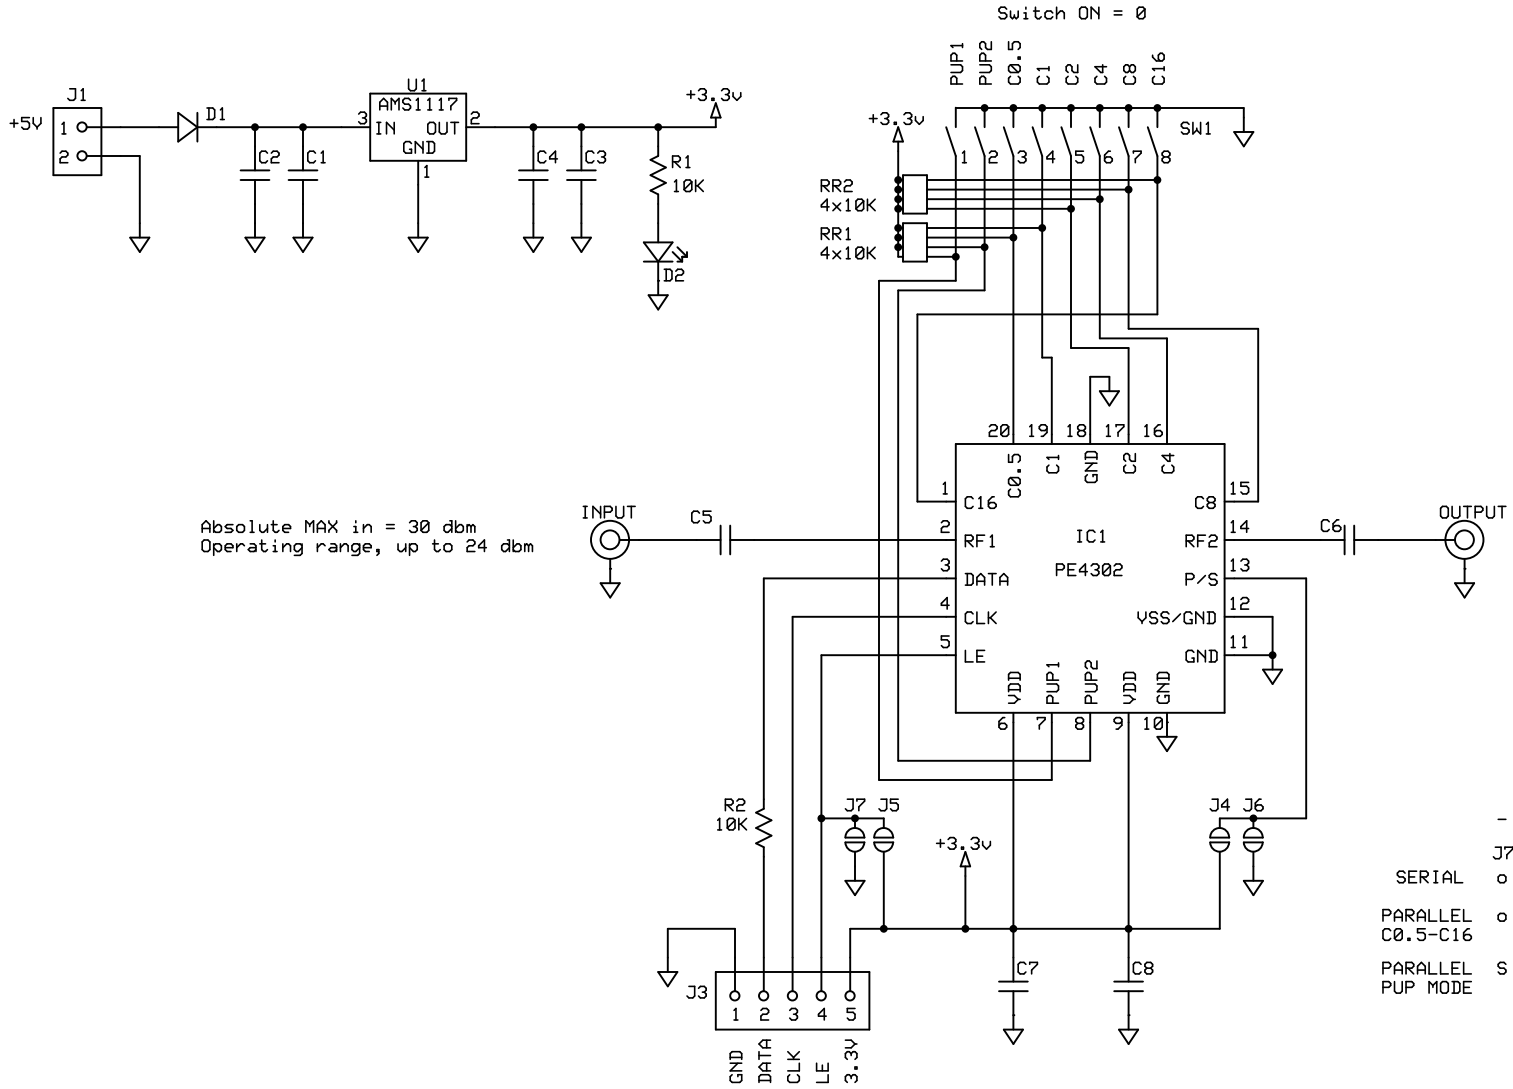 Switch ON = 0
PUP1
PUP2
C0.5
C1
C2
C4
C8
C16
J1
+5V
1
2
D1
C2
C1
U1
AMS1117
3
IN
OUT
2
GND
1
C4
C3
+3.3v
R1
10K
D2
+3.3v
SW1
1
2
3
4
5
6
7
8
RR2
4x10K
RR1
4x10K
20
19
18
17
16
C0.5
C1
GND
C2
C4
1
C16
C8
15
Absolute MAX in = 30 dbm
Operating range, up to 24 dbm
INPUT
C5
2
RF1
IC1
PE4302
RF2
14
C6
OUTPUT
3
DATA
P/S
13
4
CLK
VSS/GND
12
5
LE
GND
11
VDD
PUP1
PUP2
VDD
GND
6
7
8
9
10
R2
10K
J7
J5
+3.3v
J4
J6
-
J7
SERIAL o
PARALLEL o
C0.5-C16
PARALLEL S
PUP MODE
C7
C8
J3
1
2
3
4
5
GND
DATA
CLK
LE
3.3V